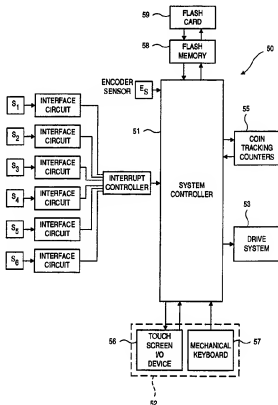 59
FLASH CARD
58
FLASH MEMORY
50
ENCODER SENSOR
ES
51
S1
INTERFACE CIRCUIT
S2
INTERFACE CIRCUIT
S3
INTERFACE CIRCUIT
S4
INTERFACE CIRCUIT
S5
INTERFACE CIRCUIT
S6
INTERFACE CIRCUIT
INTERRUPT CONTROLLER
SYSTEM CONTROLLER
55
COIN TRACKING COUNTERS
53
DRIVE SYSTEM
56
TOUCH SCREEN I/O DEVICE
57
MECHANICAL KEYBOARD
52